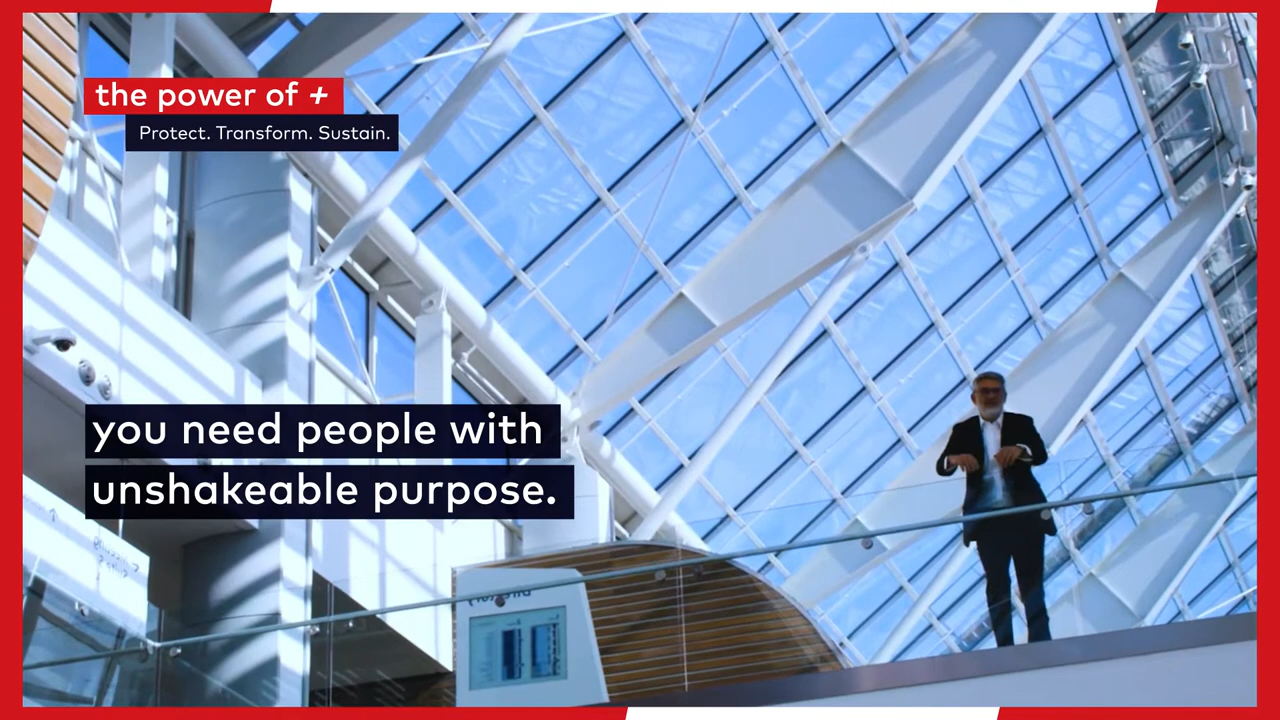 the power of +
Protect. Transform. Sustain.
you need people with
unshakeable purpose.